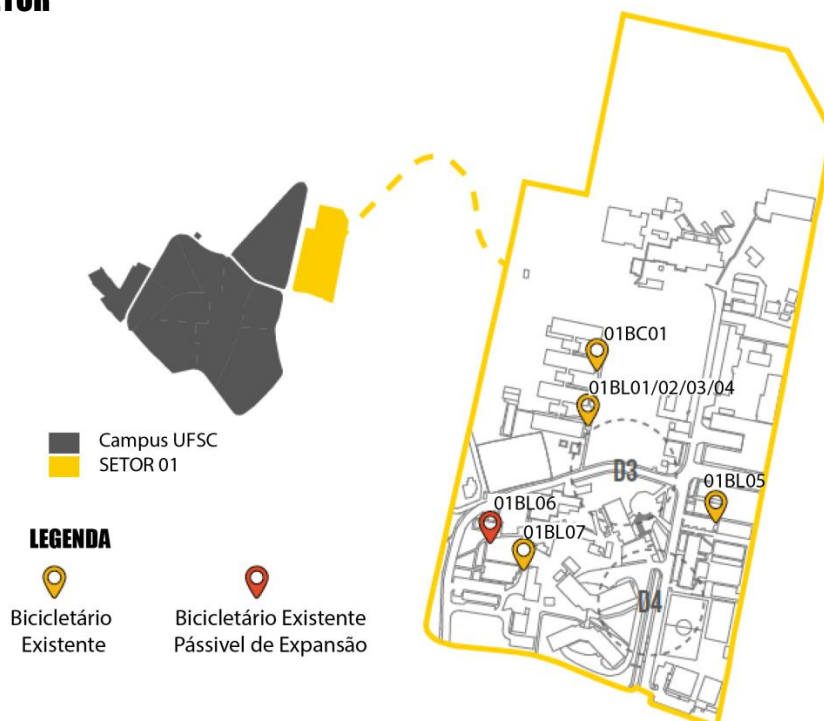 01BC01
01BL01/02/03/04
D3
01BL05
01BL06
01BL07
D4
Campus UFSC
SETOR 01
LEGENDA
Bicicletário
Existente
Bicicletário Existente
Pássivel de Expansão